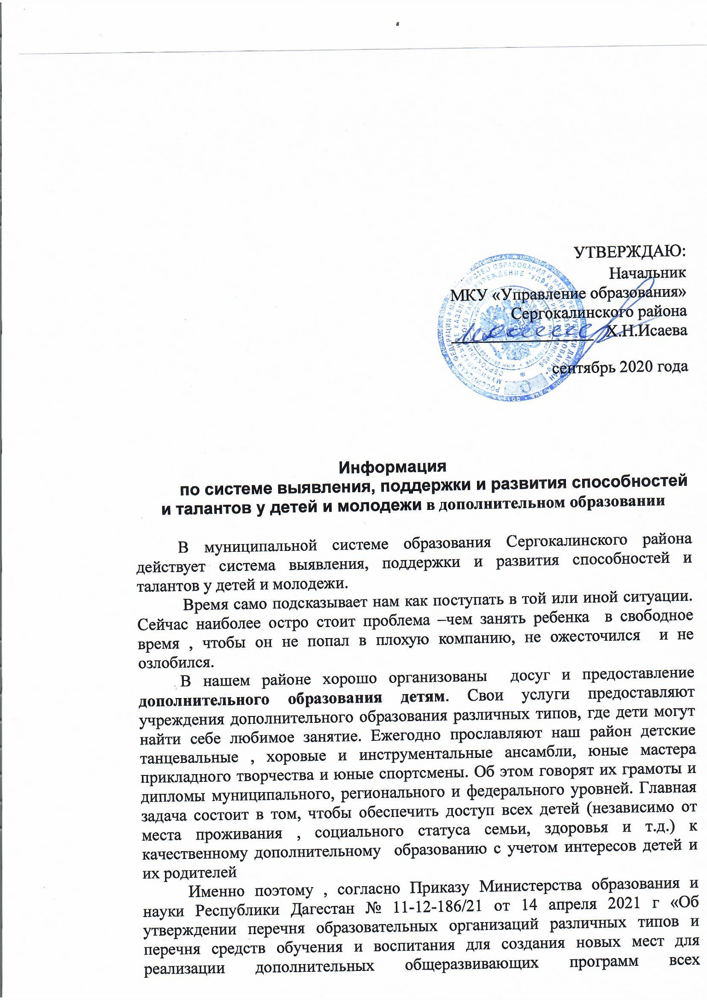 УТВЕРЖДАЮ:
Начальник
МКУ «Управление образования»
Сергокалинского района
Х.Н.Исаева
сентябрь 2020 года
Информация
по системе выявления, поддержки и развития способностей
и талантов у детей и молодежи в дополнительном образовании
В муниципальной системе образования Сергокалинского района
действует система выявления, поддержки и развития способностей и
талантов у детей и молодежи.
Время само подсказывает нам как поступать в той или иной ситуации.
Сейчас наиболее остро стоит проблема –чем занять ребенка в свободное
время , чтобы он не попал в плохую компанию, не ожесточился и не
озлобился.
В нашем районе хорошо организованы досуг и предоставление
дополнительного образования детям. Свои услуги предоставляют
учреждения дополнительного образования различных типов, где дети могут
найти себе любимое занятие. Ежегодно прославляют наш район детские
танцевальные , хоровые и инструментальные ансамбли, юные мастера
прикладного творчества и юные спортсмены. Об этом говорят их грамоты и
дипломы муниципального, регионального и федерального уровней. Главная
задача состоит в том, чтобы обеспечить доступ всех детей (независимо от
места проживания , социального статуса семьи, здоровья и т.д.) к
качественному дополнительному образованию с учетом интересов детей и
их родителей
Именно поэтому , согласно Приказу Министерства образования и
науки Республики Дагестан № 11-12-186/21 от 14 апреля 2021 г «Об
утверждении перечня образовательных организаций различных типов и
перечня средств обучения и воспитания для создания новых мест для
реализации дополнительных общеразвивающих программ всех